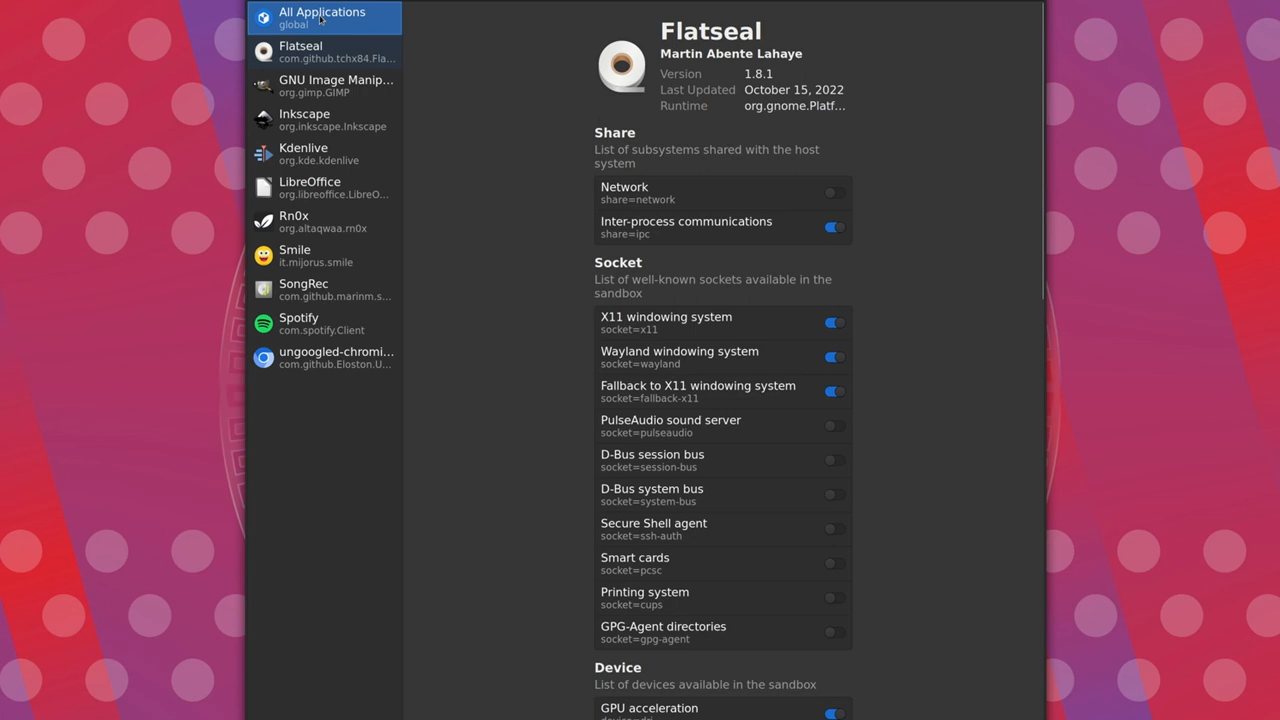 All Applications
global
Flatseal
com.github.tchx84.Fla...
GNU Image Manip...
org.gimp.GIMP
Inkscape
org.inkscape.Inkscape
Kdenlive
org.kde.kdenlive
LibreOffice
org.libreoffice.LibreO...
Rn0x
org.altaqwaa.rn0x
Smile
it.mijorus.smile
SongRec
com.github.marinm.s...
Spotify
com.spotify.Client
ungoogled-chromi...
com.github.Eloston.U...
Flatseal
Martin Abente Lahaye
Version 1.8.1
Last Updated October 15, 2022
Runtime org.gnome.Platf...
Share
List of subsystems shared with the host
system
Network
share=network
Inter-process communications
share=ipc
Socket
List of well-known sockets available in the
sandbox
X11 windowing system
socket=x11
Wayland windowing system
socket=wayland
Fallback to X11 windowing system
socket=fallback-x11
PulseAudio sound server
socket=pulseaudio
D-Bus session bus
socket=session-bus
D-Bus system bus
socket=system-bus
Secure Shell agent
socket=ssh-auth
Smart cards
socket=pcsc
Printing system
socket=cups
GPG-Agent directories
socket=gpg-agent
Device
List of devices available in the sandbox
GPU acceleration
device=dri